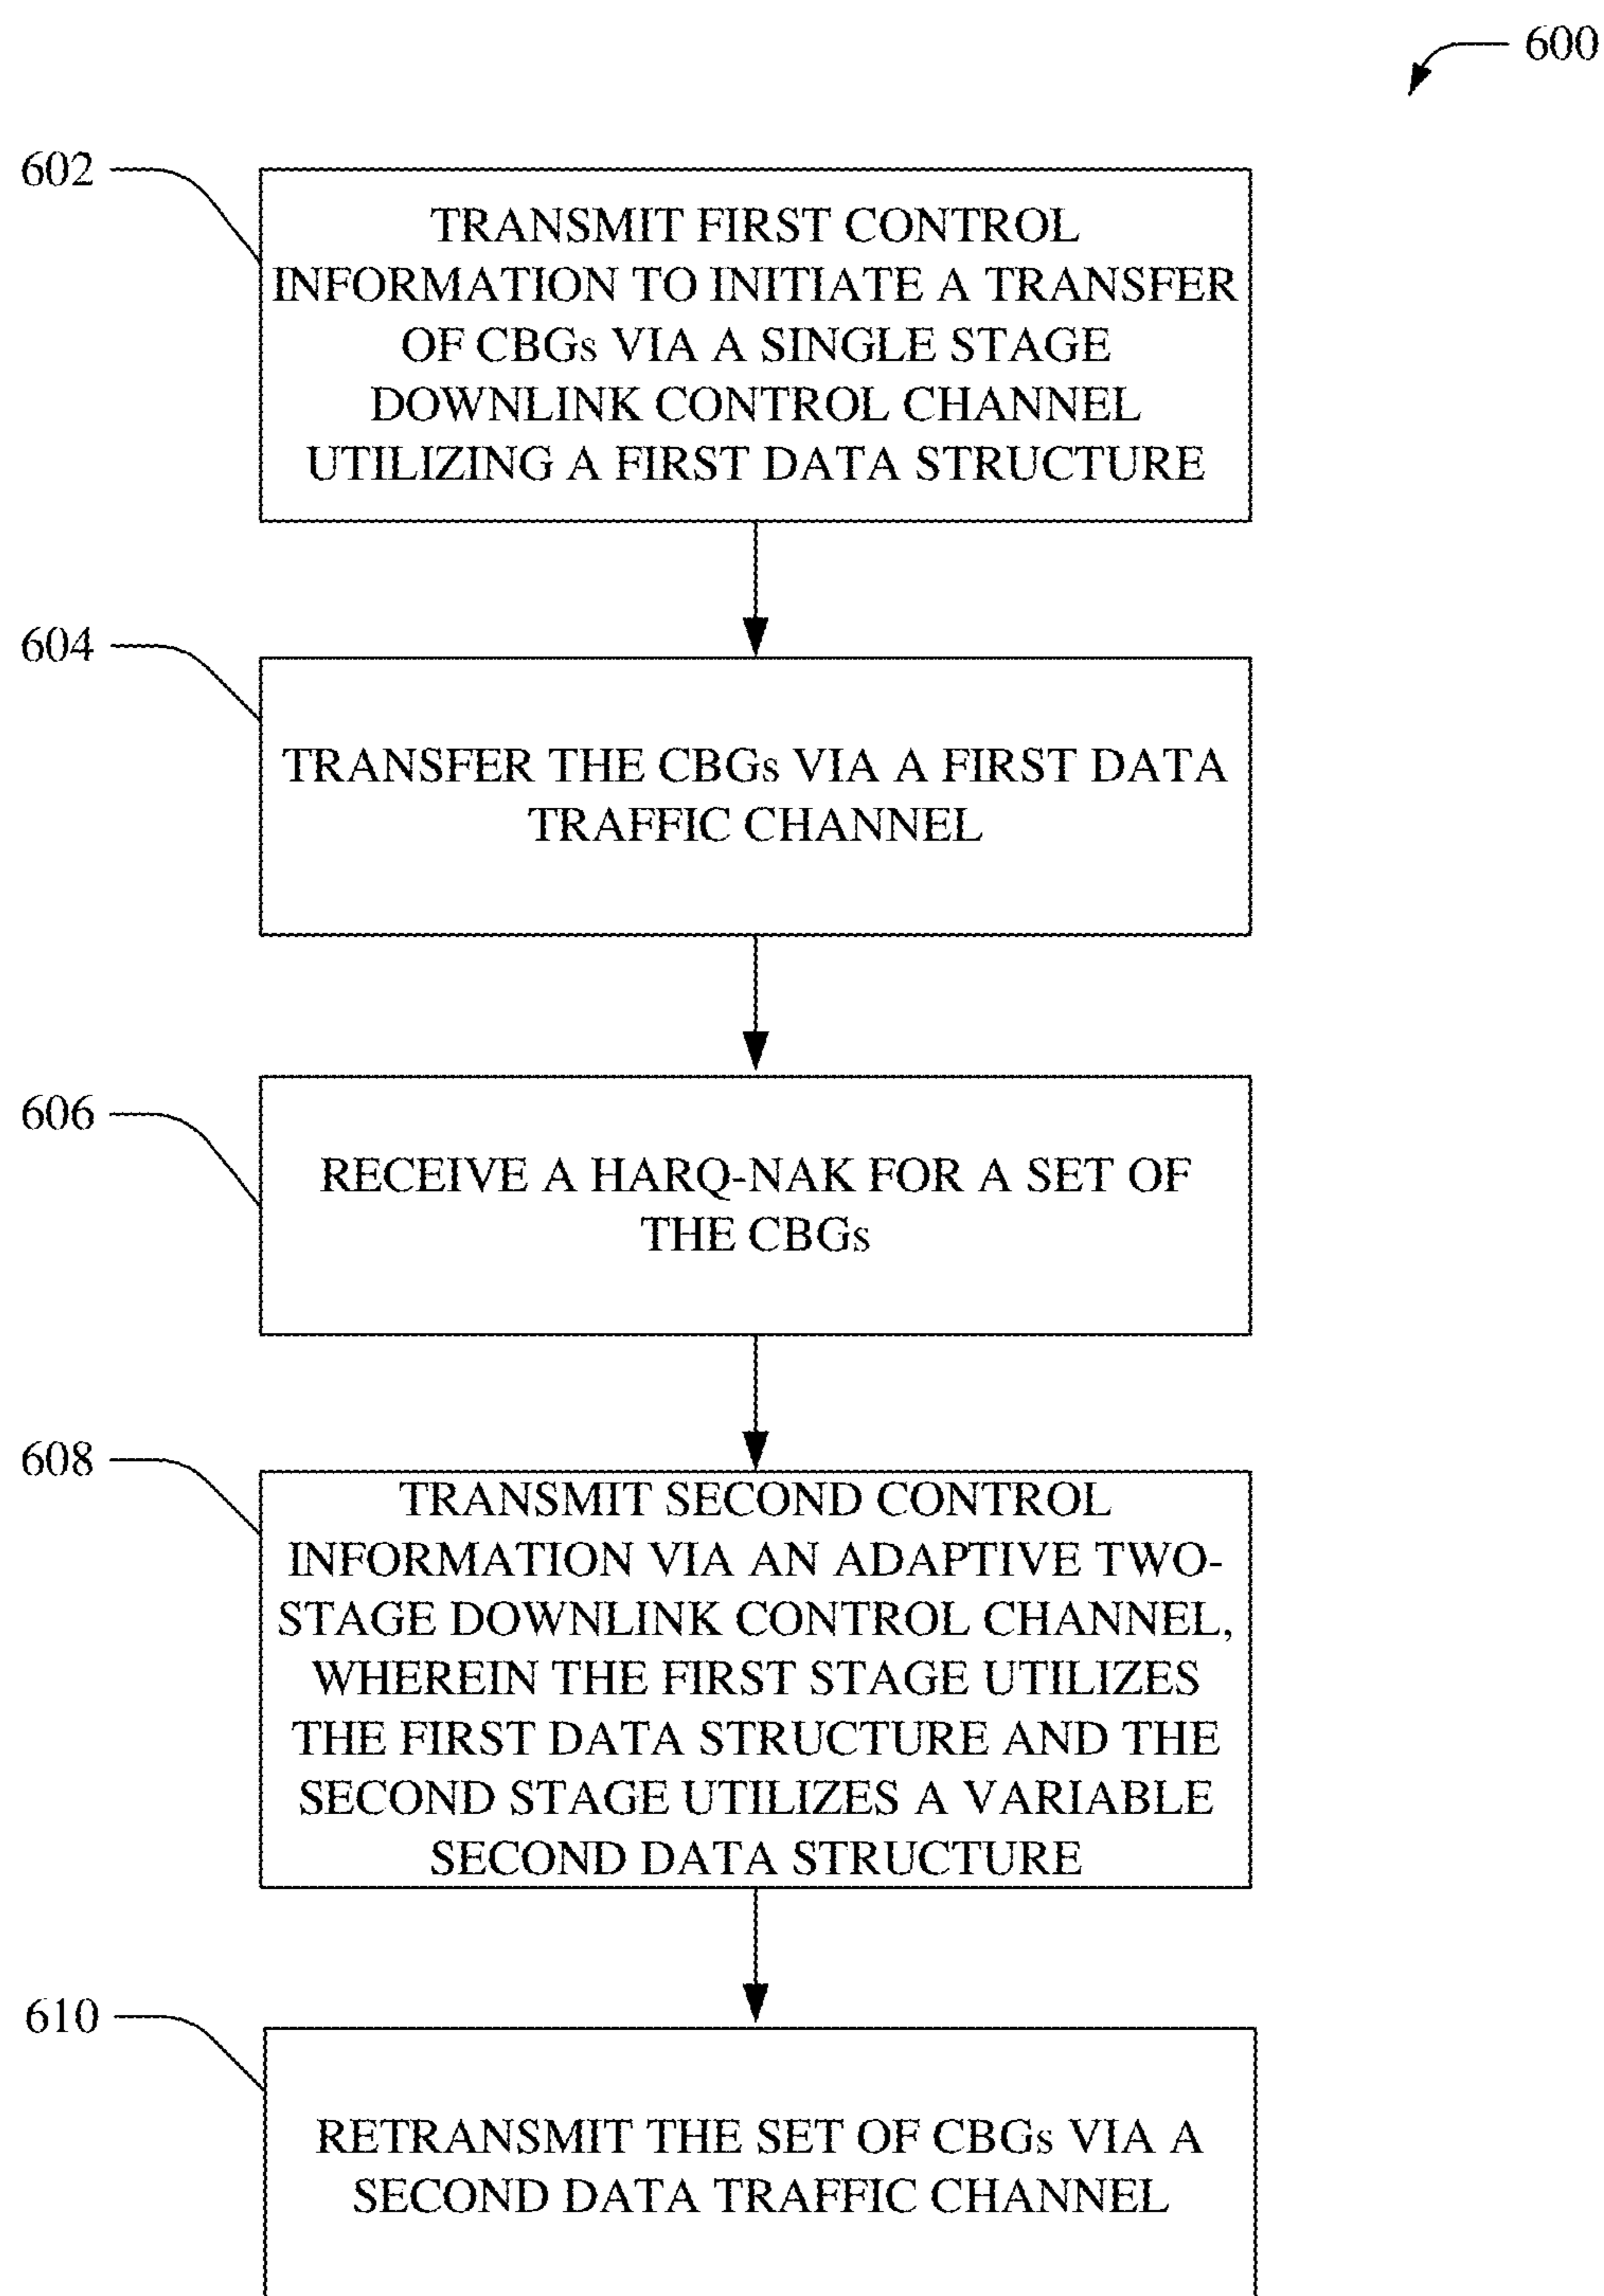 600
602
TRANSMIT FIRST CONTROL
INFORMATION TO INITIATE A TRANSFER
OF CBGs VIA A SINGLE STAGE
DOWNLINK CONTROL CHANNEL
UTILIZING A FIRST DATA STRUCTURE
604
TRANSFER THE CBGs VIA A FIRST DATA
TRAFFIC CHANNEL
606
RECEIVE A HARQ-NAK FOR A SET OF
THE CBGs
608
TRANSMIT SECOND CONTROL
INFORMATION VIA AN ADAPTIVE TWO-
STAGE DOWNLINK CONTROL CHANNEL,
WHEREIN THE FIRST STAGE UTILIZES
THE FIRST DATA STRUCTURE AND THE
SECOND STAGE UTILIZES A VARIABLE
SECOND DATA STRUCTURE
610
RETRANSMIT THE SET OF CBGs VIA A
SECOND DATA TRAFFIC CHANNEL